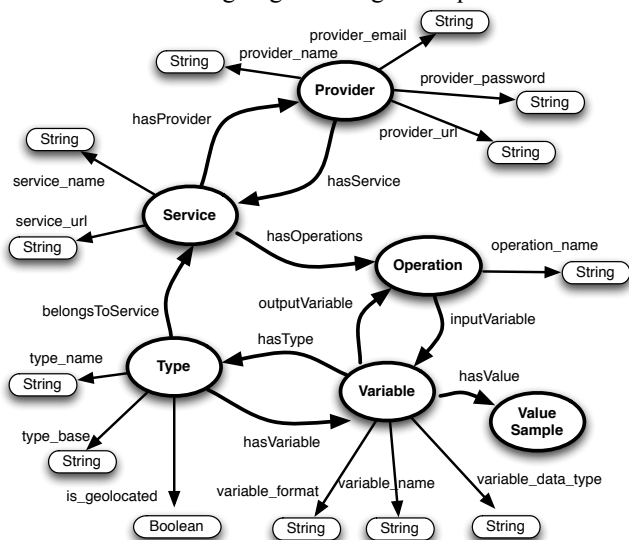 provider_email
String
provider_name
String
Provider
provider_password
String
hasProvider
provider_url
String
String
service_name
hasService
Service
service_url
String
hasOperations
operation_name
Operation
String
belongsToService
outputVariable
inputVariable
hasType
type_name
Type
String
Variable
hasValue
Value
Sample
type_base
String
hasVariable
is_geolocated
Boolean
variable_format
String
variable_name
String
variable_data_type
String